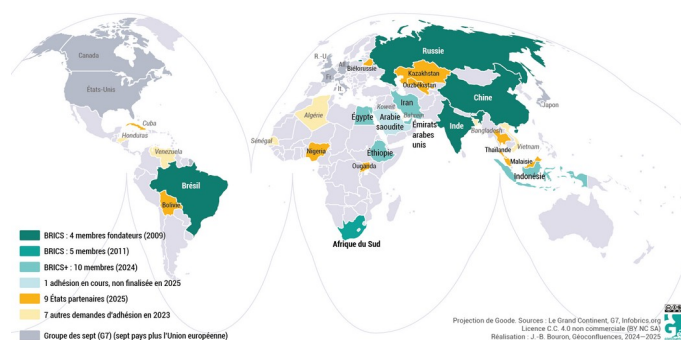 Canada
États-Unis
Cuba
Honduras
Venezuela
Brésil
Bolivie
R.-U.
Fr.
It.
Biélorussie
Russie
Kazakhstan
Ouzbékistan
Chine
Japon
Algérie
Sénégal
Nigeria
Égypte
Éthiopie
Ouganda
Afrique du Sud
Koweït
Iran
Bahreïn
Arabie
saoudite
Émirats
arabes
unis
Inde
Bangladesh
Thaïlande
Vietnam
Malaisie
Indonésie
BRICS : 4 membres fondateurs (2009)
BRICS : 5 membres (2011)
BRICS+ : 10 membres (2024)
1 adhésion en cours, non finalisée en 2025
9 États partenaires (2025)
7 autres demandes d'adhésion en 2023
Groupe des sept (G7) (sept pays plus l'Union européenne)
Projection de Goode. Sources : Le Grand Continent, G7, Infobrics.org
Licence C.C. 4.0 non commerciale (BY NC SA)
Réalisation : J.-B. Bouron, Géoconfluences, 2024—2025